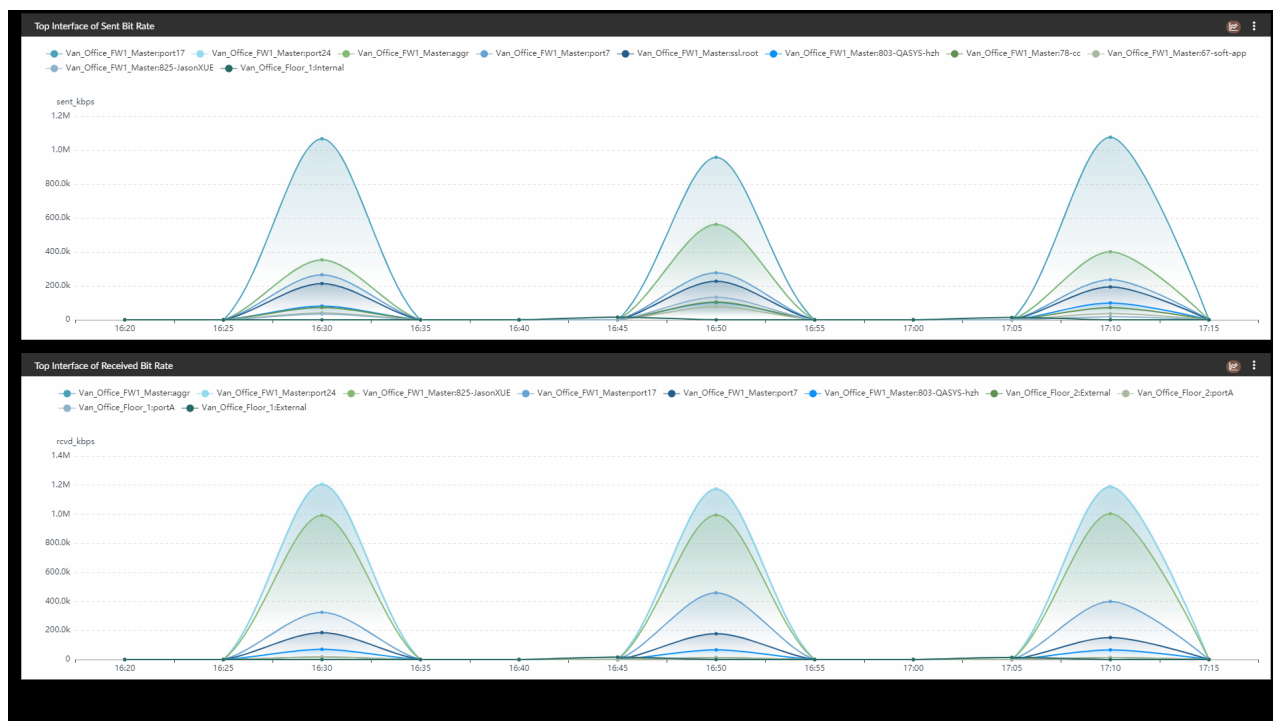 Top Interface of Sent Bit Rate
Van_Office_FW1_Master:port17 Van_Office_FW1_Master:port24 Van_Office_FW1_Master:aggr Van_Office_FW1_Master:port7 Van_Office_FW1_Master:ssl.root Van_Office_FW1_Master:803-QASYS-hzh Van_Office_FW1_Master:78-cc Van_Office_FW1_Master:67-soft-app
Van_Office_FW1_Master:825-JasonXUE Van_Office_Floor_1:Internal
sent_kbps
1.2M
1.0M
800.0k
600.0k
400.0k
200.0k
0
16:20 16:25 16:30 16:35 16:40 16:45 16:50 16:55 17:00 17:05 17:10 17:15
Top Interface of Received Bit Rate
Van_Office_FW1_Master:aggr Van_Office_FW1_Master:port24 Van_Office_FW1_Master:825-JasonXUE Van_Office_FW1_Master:port17 Van_Office_FW1_Master:port7 Van_Office_FW1_Master:803-QASYS-hzh Van_Office_Floor_2:External Van_Office_Floor_2:portA
Van_Office_Floor_1:portA Van_Office_Floor_1:External
rcvd_kbps
1.4M
1.2M
1.0M
800.0k
600.0k
400.0k
200.0k
0
16:20 16:25 16:30 16:35 16:40 16:45 16:50 16:55 17:00 17:05 17:10 17:15